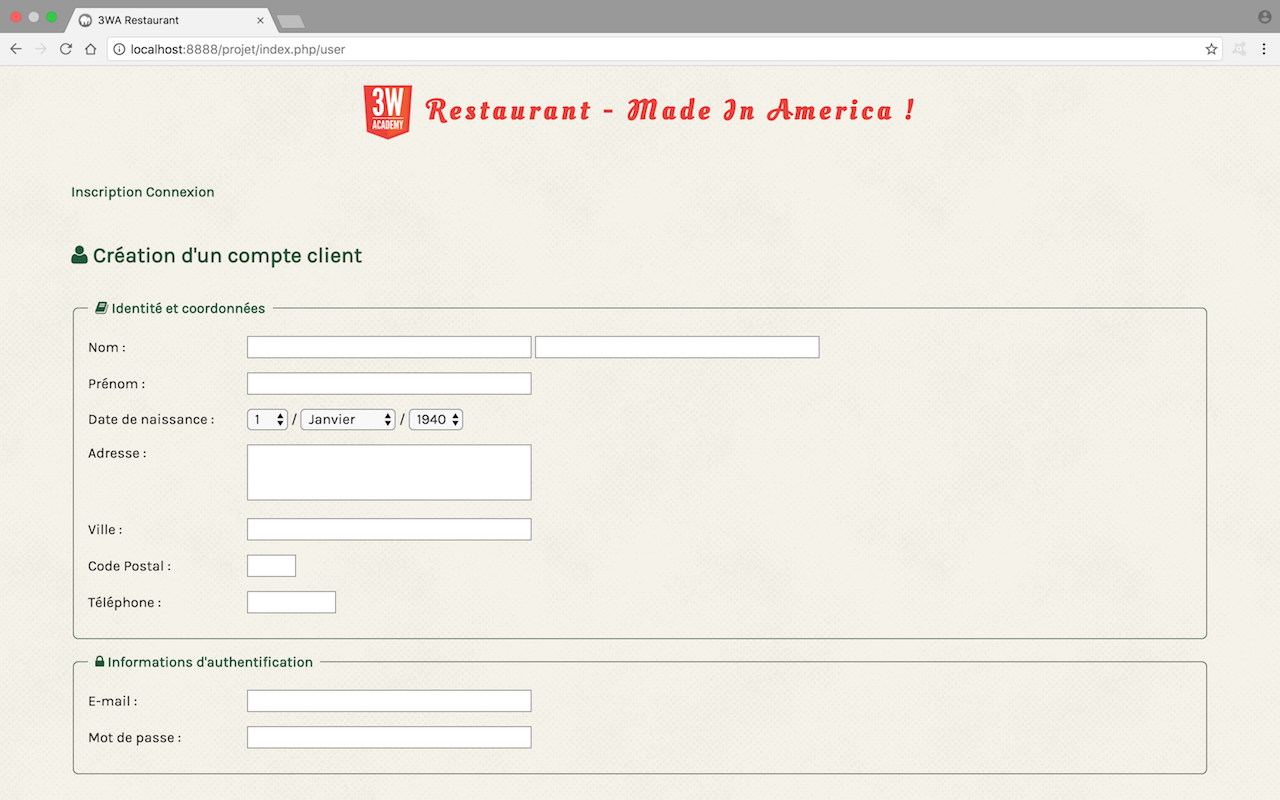 3WA Restaurant
localhost:8888/projet/index.php/user
3W
ACADEMY
Restaurant - Made In America !
Inscription Connexion
Création d'un compte client
Identité et coordonnées
Nom :
Prénom :
Date de naissance : 1 / Janvier / 1940
Adresse :
Ville :
Code Postal :
Téléphone :
Informations d'authentification
E-mail :
Mot de passe :